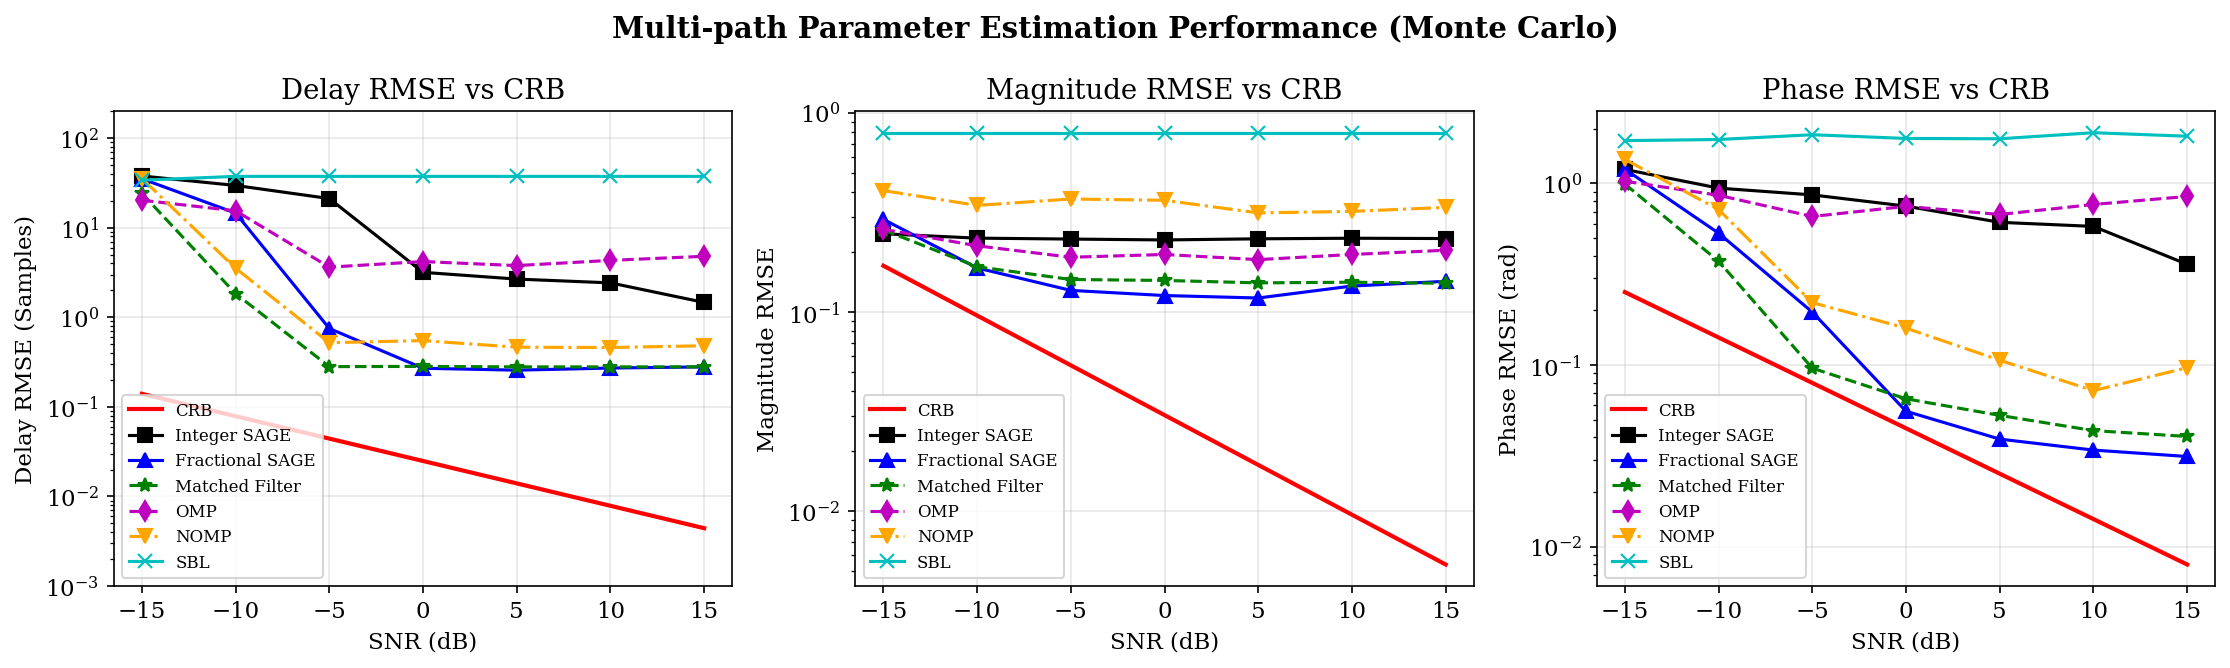 Multi-path Parameter Estimation Performance (Monte Carlo)
Delay RMSE vs CRB
Delay RMSE (Samples)
10²
10¹
10⁰
10⁻¹
10⁻²
10⁻³
CRB
Integer SAGE
Fractional SAGE
Matched Filter
OMP
NOMP
SBL
−15 −10 −5 0 5 10 15
SNR (dB)
Magnitude RMSE vs CRB
Magnitude RMSE
10⁰
10⁻¹
10⁻²
CRB
Integer SAGE
Fractional SAGE
Matched Filter
OMP
NOMP
SBL
−15 −10 −5 0 5 10 15
SNR (dB)
Phase RMSE vs CRB
Phase RMSE (rad)
10⁰
10⁻¹
10⁻²
CRB
Integer SAGE
Fractional SAGE
Matched Filter
OMP
NOMP
SBL
−15 −10 −5 0 5 10 15
SNR (dB)